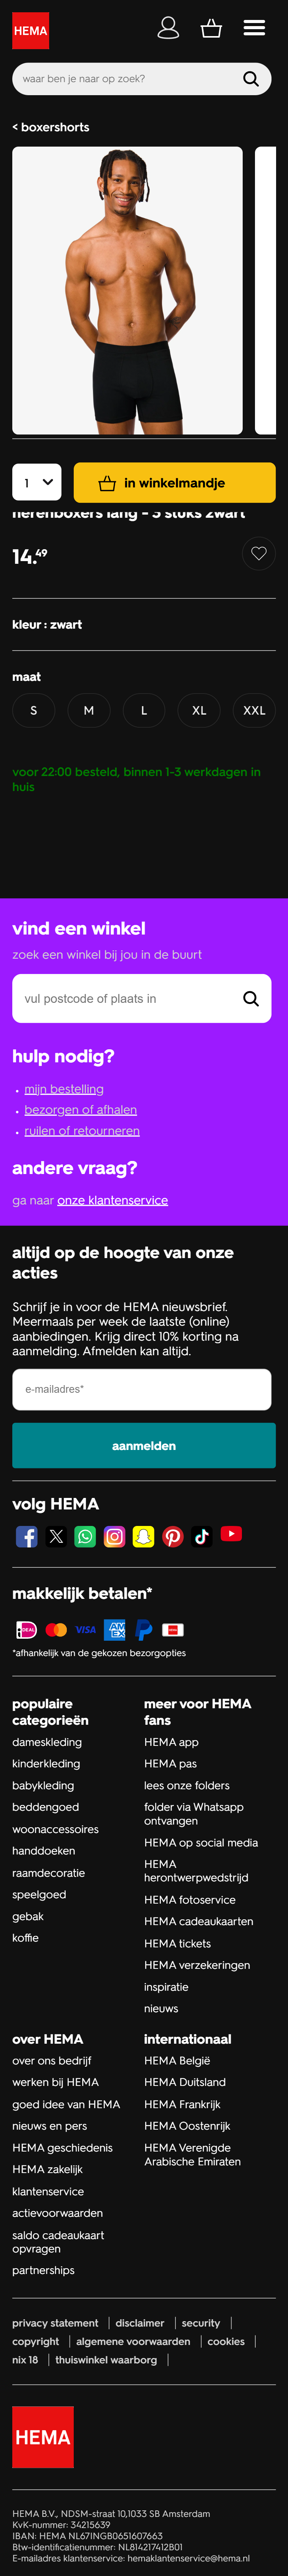 HEMA
waar ben je naar op zoek?
< boxershorts
1
in winkelmandje
herenboxers lang - 3 stuks zwart
14.49
kleur : zwart
maat
S M L XL XXL
voor 22:00 besteld, binnen 1-3 werkdagen in
huis
vind een winkel
zoek een winkel bij jou in de buurt
vul postcode of plaats in
hulp nodig?
• mijn bestelling
• bezorgen of afhalen
• ruilen of retourneren
andere vraag?
ga naar onze klantenservice
altijd op de hoogte van onze
acties
Schrijf je in voor de HEMA nieuwsbrief.
Meermaals per week de laatste (online)
aanbiedingen. Krijg direct 10% korting na
aanmelding. Afmelden kan altijd.
e-mailadres*
aanmelden
volg HEMA
makkelijk betalen*
iDEAL
VISA
AMEX
*afhankelijk van de gekozen bezorgopties
populaire
categorieën
dameskleding
kinderkleding
babykleding
beddengoed
woonaccessoires
handdoeken
raamdecoratie
speelgoed
gebak
koffie
meer voor HEMA
fans
HEMA app
HEMA pas
lees onze folders
folder via Whatsapp
ontvangen
HEMA op social media
HEMA
herontwerpwedstrijd
HEMA fotoservice
HEMA cadeaukaarten
HEMA tickets
HEMA verzekeringen
inspiratie
nieuws
over HEMA
over ons bedrijf
werken bij HEMA
goed idee van HEMA
nieuws en pers
HEMA geschiedenis
HEMA zakelijk
klantenservice
actievoorwaarden
saldo cadeaukaart
opvragen
partnerships
internationaal
HEMA België
HEMA Duitsland
HEMA Frankrijk
HEMA Oostenrijk
HEMA Verenigde
Arabische Emiraten
privacy statement | disclaimer | security |
copyright | algemene voorwaarden | cookies |
nix 18 | thuiswinkel waarborg |
HEMA
HEMA B.V., NDSM-straat 10,1033 SB Amsterdam
KvK-nummer: 34215639
IBAN: HEMA NL67INGB0651607663
Btw-identificatienummer: NL814217412B01
E-mailadres klantenservice: hemaklantenservice@hema.nl